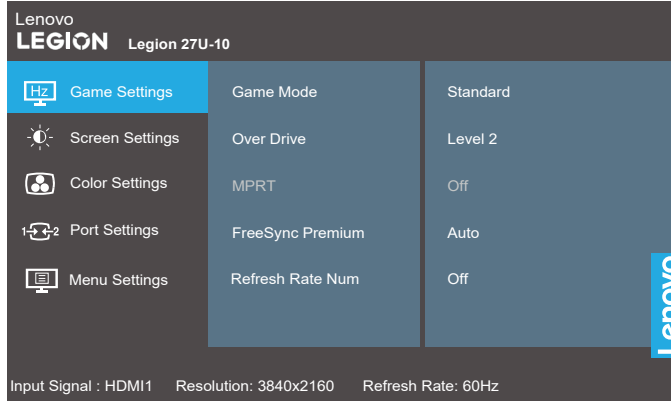 Lenovo
LEGION Legion 27U-10
Hz Game Settings Game Mode Standard
Screen Settings Over Drive Level 2
Color Settings MPRT Off
1 2 Port Settings FreeSync Premium Auto
Menu Settings Refresh Rate Num Off
Lenovo
Input Signal : HDMI1 Resolution: 3840x2160 Refresh Rate: 60Hz